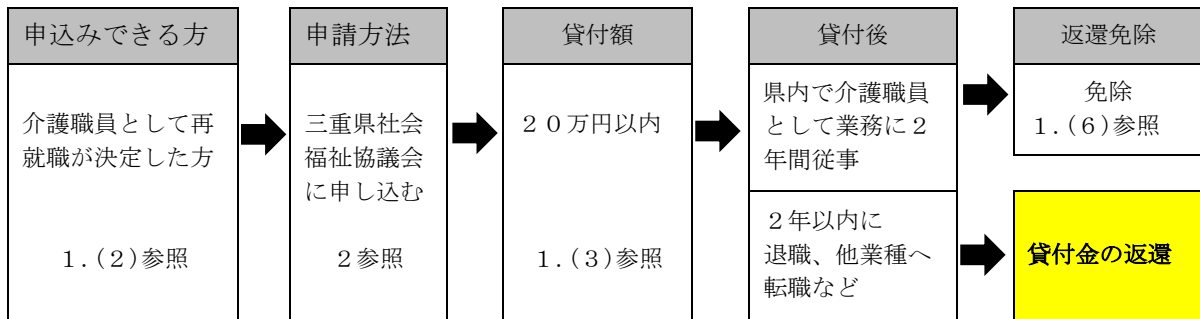 申込みできる方
介護職員として再
就職が決定した方
1.(2)参照
申請方法
三重県社会
福祉協議会
に申し込む
2参照
貸付額
20万円以内
1.(3)参照
貸付後
県内で介護職員
として業務に2
年間従事
2年以内に
退職、他業種へ
転職など
返還免除
免除
1.(6)参照
貸付金の返還